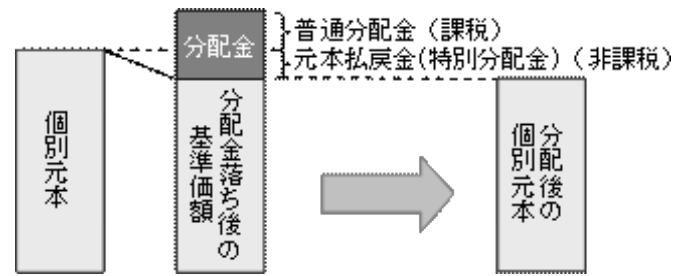 分配金
普通分配金（課税）
元本払戻金(特別分配金)（非課税）
個別元本
分配金落ち後の
基準価額
分配後の
個別元本